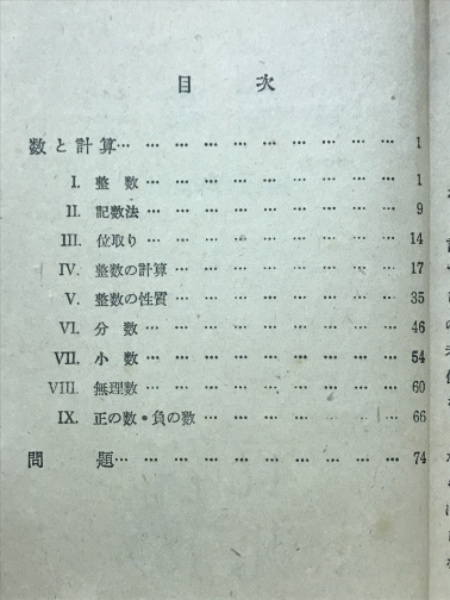 目 次
数と計算… … … … … … … … … … 1
I. 整 数 … … … … … … … … … 1
II. 記数法 … … … … … … … … … 9
III. 位取り … … … … … … … … … 14
IV. 整数の計算 … … … … … … … … 17
V. 整数の性質 … … … … … … … … 35
VI. 分 数 … … … … … … … … … 46
VII. 小 数 … … … … … … … … … 54
VIII. 無理数 … … … … … … … … … 60
IX. 正の数・負の数 … … … … … … … 66
問 題… … … … … … … … … … 74